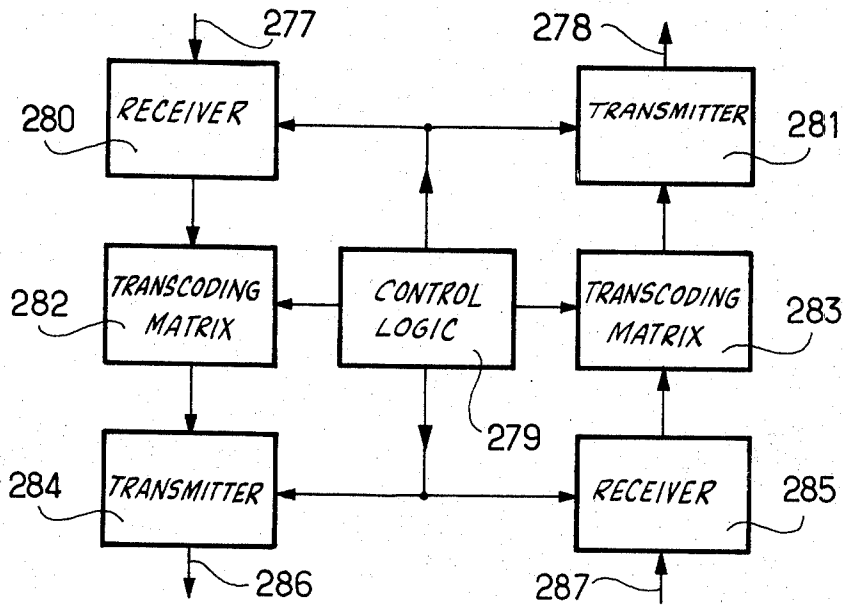 277
278
RECEIVER
280
TRANSMITTER
281
TRANSCODING
MATRIX
282
CONTROL
LOGIC
279
TRANSCODING
MATRIX
283
TRANSMITTER
284
RECEIVER
285
286
287